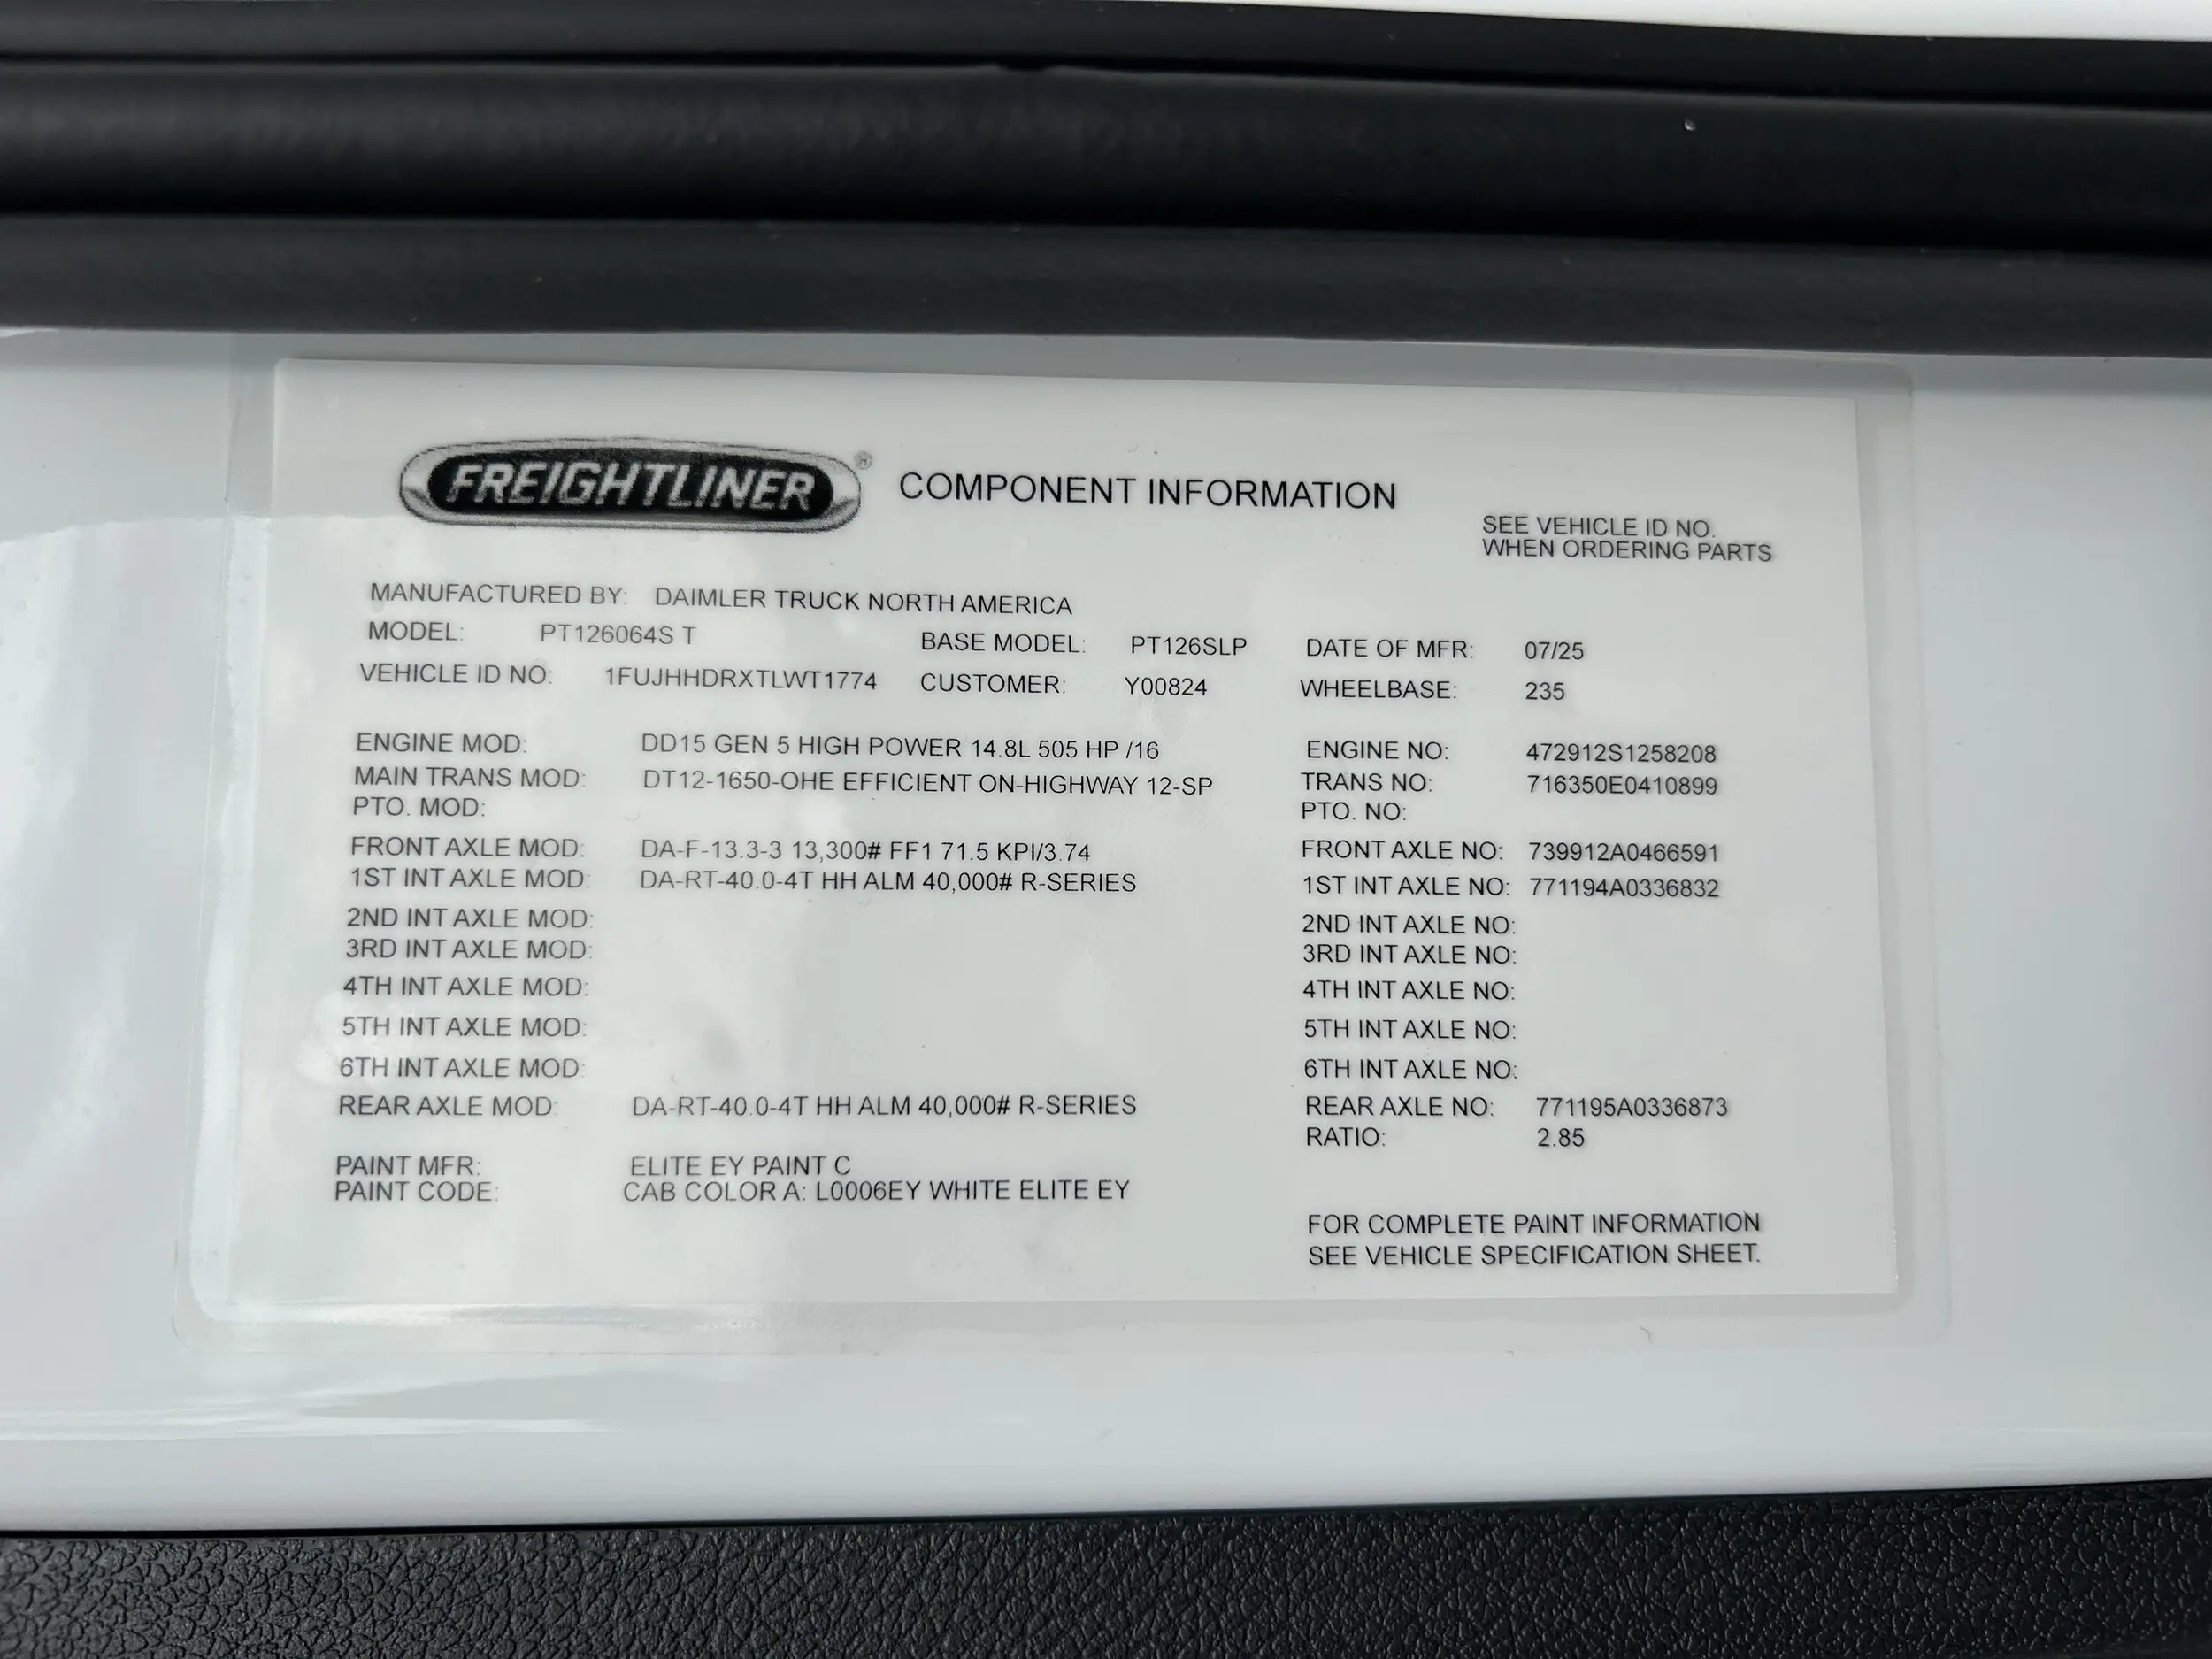 FREIGHTLINER® COMPONENT INFORMATION
SEE VEHICLE ID NO.
WHEN ORDERING PARTS
MANUFACTURED BY: DAIMLER TRUCK NORTH AMERICA
MODEL: PT126064S T BASE MODEL: PT126SLP DATE OF MFR: 07/25
VEHICLE ID NO: 1FUJHHDRXTLWT1774 CUSTOMER: Y00824 WHEELBASE: 235
ENGINE MOD: DD15 GEN 5 HIGH POWER 14.8L 505 HP /16 ENGINE NO: 472912S1258208
MAIN TRANS MOD: DT12-1650-OHE EFFICIENT ON-HIGHWAY 12-SP TRANS NO: 716350E0410899
PTO. MOD: PTO. NO:
FRONT AXLE MOD: DA-F-13.3-3 13,300# FF1 71.5 KPI/3.74 FRONT AXLE NO: 739912A0466591
1ST INT AXLE MOD: DA-RT-40.0-4T HH ALM 40,000# R-SERIES 1ST INT AXLE NO: 771194A0336832
2ND INT AXLE MOD: 2ND INT AXLE NO:
3RD INT AXLE MOD: 3RD INT AXLE NO:
4TH INT AXLE MOD: 4TH INT AXLE NO:
5TH INT AXLE MOD: 5TH INT AXLE NO:
6TH INT AXLE MOD: 6TH INT AXLE NO:
REAR AXLE MOD: DA-RT-40.0-4T HH ALM 40,000# R-SERIES REAR AXLE NO: 771195A0336873
RATIO: 2.85
PAINT MFR: ELITE EY PAINT C
PAINT CODE: CAB COLOR A: L0006EY WHITE ELITE EY
FOR COMPLETE PAINT INFORMATION
SEE VEHICLE SPECIFICATION SHEET.